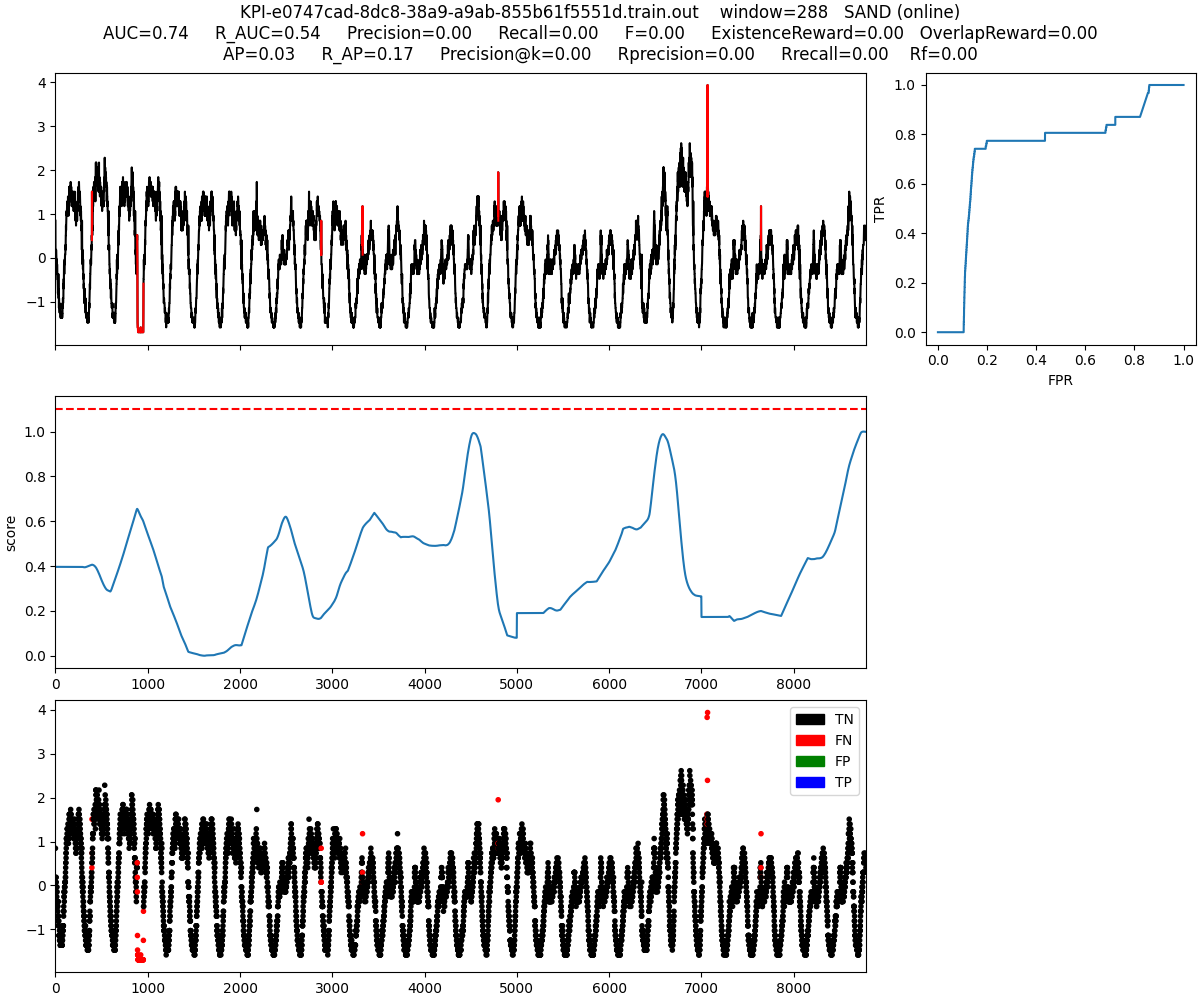 KPI-e0747cad-8dc8-38a9-a9ab-855b61f5551d.train.out window=288 SAND (online)
AUC=0.74 R_AUC=0.54 Precision=0.00 Recall=0.00 F=0.00 ExistenceReward=0.00 OverlapReward=0.00
AP=0.03 R_AP=0.17 Precision@k=0.00 Rprecision=0.00 Rrecall=0.00 Rf=0.00
4
3
2
1
0
−1
TPR
1.0
0.8
0.6
0.4
0.2
0.0
0.0 0.2 0.4 0.6 0.8 1.0
FPR
score
1.0
0.8
0.6
0.4
0.2
0.0
0 1000 2000 3000 4000 5000 6000 7000 8000
4
3
2
1
0
−1
TN
FN
FP
TP
0 1000 2000 3000 4000 5000 6000 7000 8000